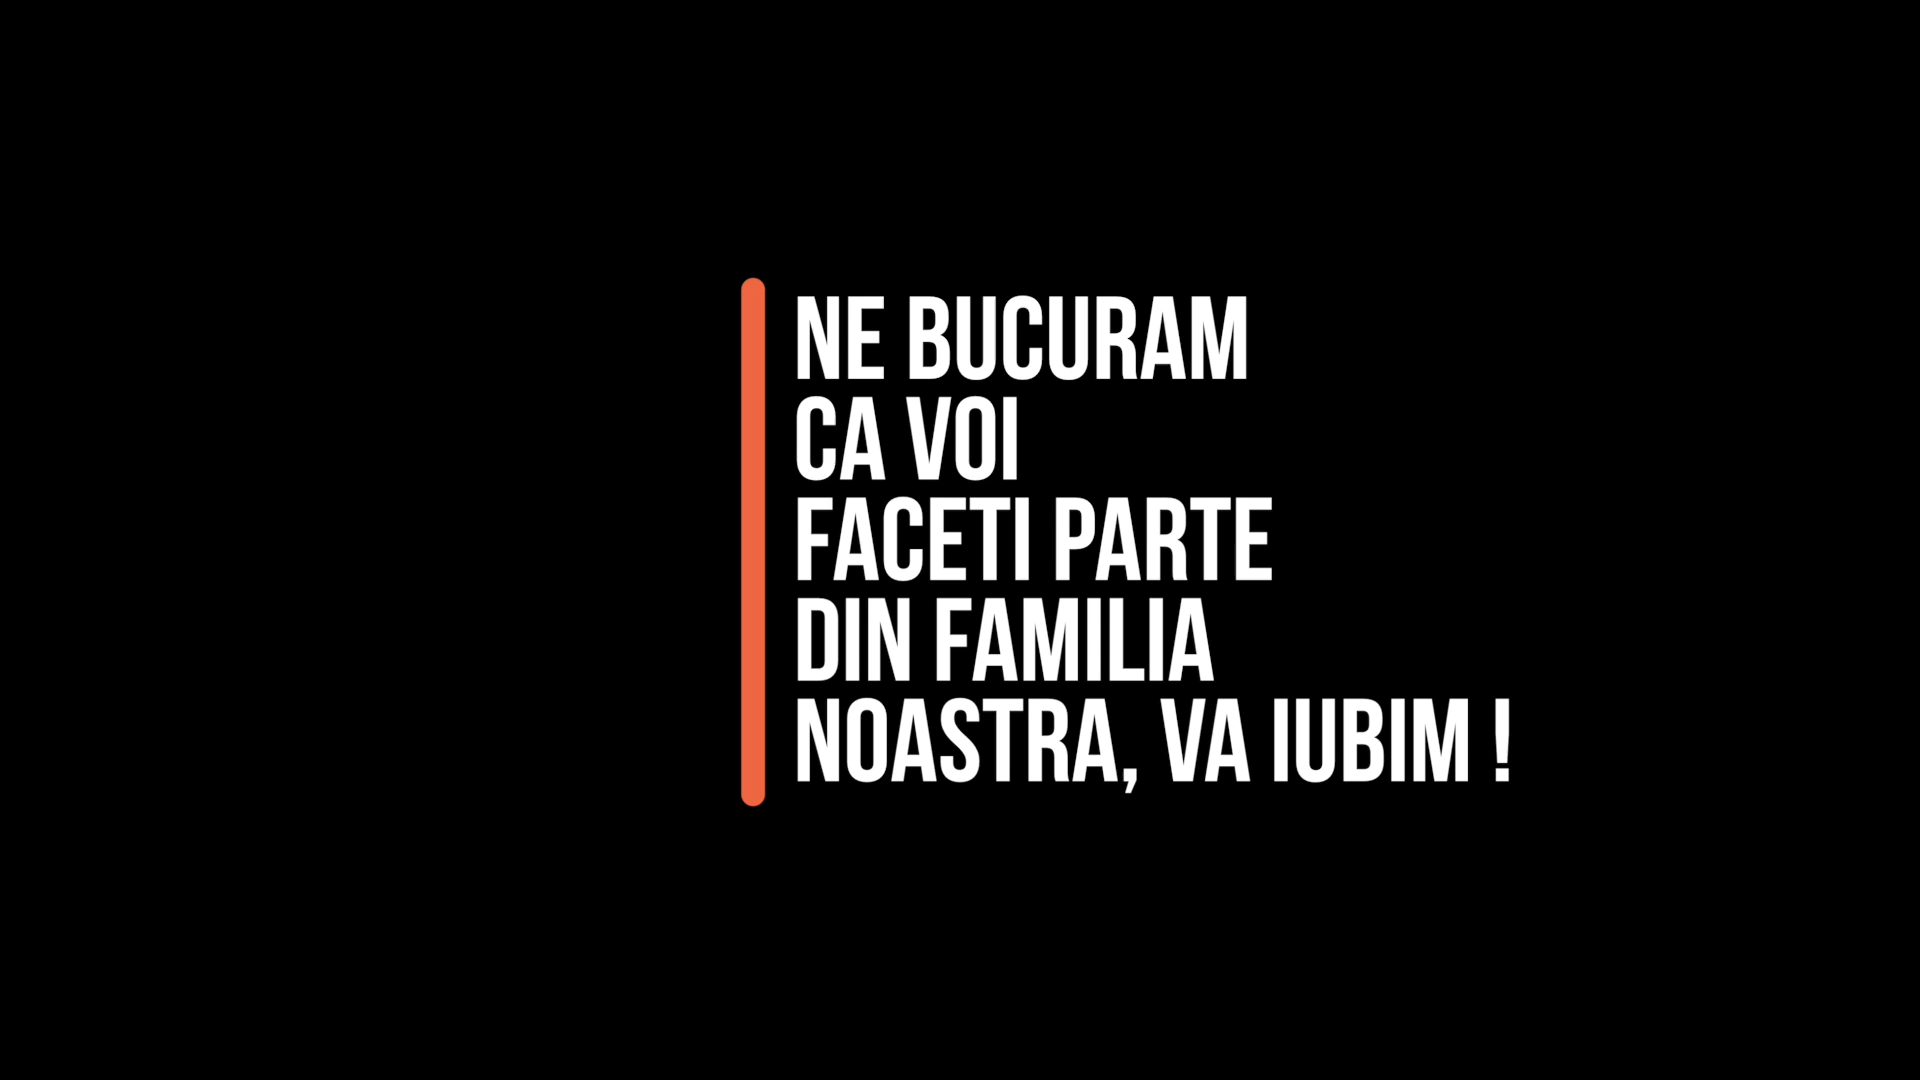 NE BUCURAM
CA VOI
FACETI PARTE
DIN FAMILIA
NOASTRA, VA IUBIM !